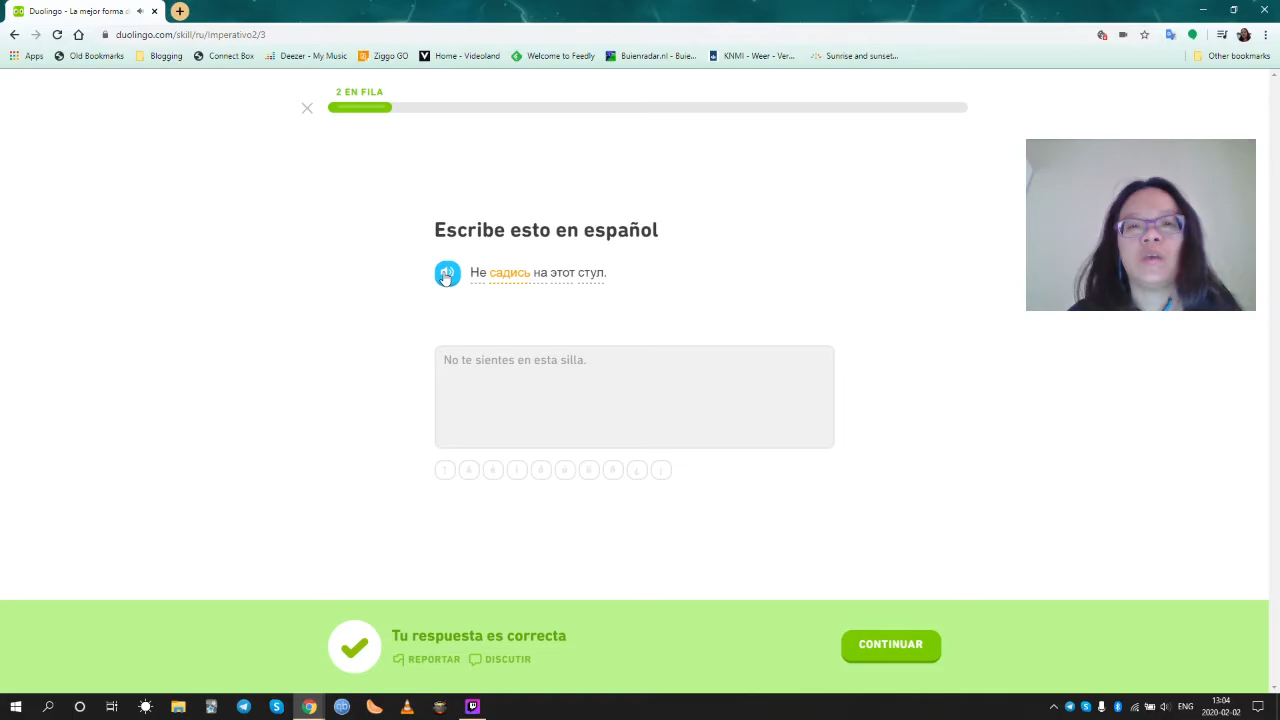 Duolingo - La mejor forma d
duolingo.com/skill/ru/Imperativo2/3
Apps
Old Bookmarks
Blogging
Connect Box
Deezer - My Music
Ziggo GO
Home - Videoland
Welcome to Feedly
Buienradar.nl - Buie...
KNMI - Weer - Ver...
Sunrise and sunset...
Other bookmarks
2 EN FILA
Escribe esto en español
Не садись на этот стул.
No te sientes en esta silla.
Tu respuesta es correcta
REPORTAR
DISCUTIR
CONTINUAR
ENG
13:04
2020-02-02